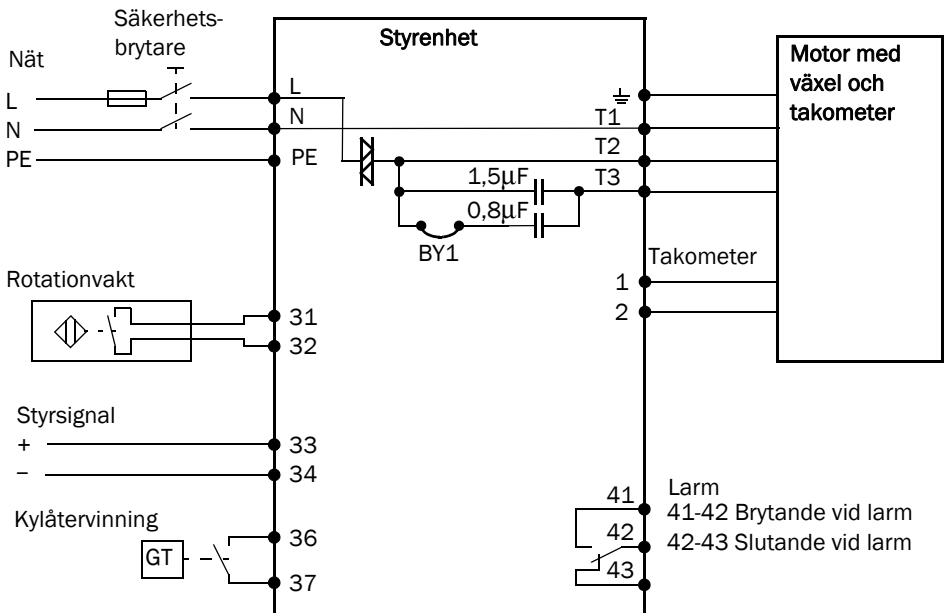 Säkerhets-
brytare
Nät
L
N
PE
Styrenhet
L
N
PE
T1
T2
T3
1,5µF
0,8µF
BY1
Motor med
växel och
takometer
Takometer
1
2
Rotationvakt
31
32
Styrsignal
+
–
33
34
Kylåtervinning
GT
36
37
41
42
43
Larm
41-42 Brytande vid larm
42-43 Slutande vid larm